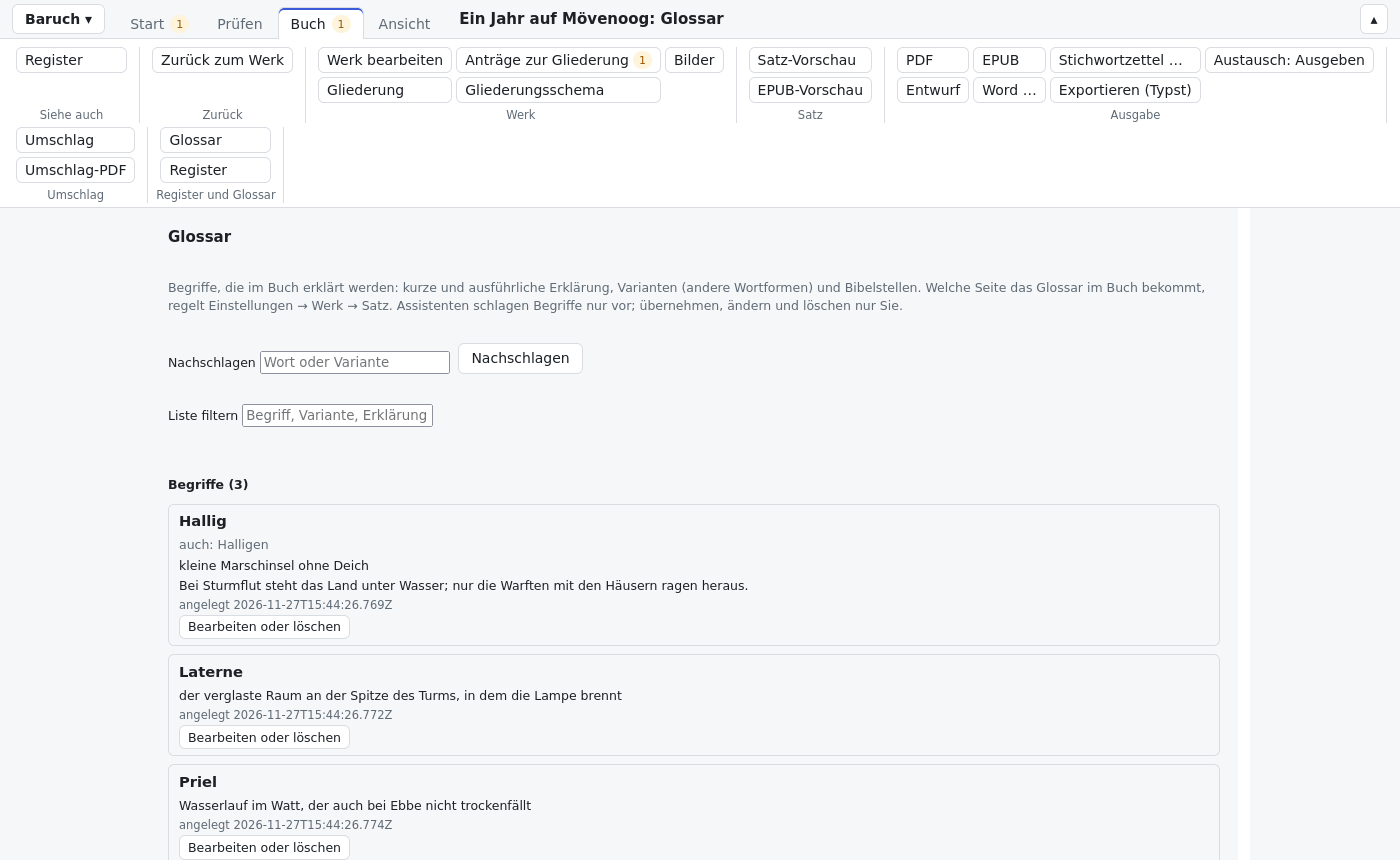 Baruch ▾
Start 1
Prüfen
Buch 1
Ansicht
Ein Jahr auf Mövenoog: Glossar
▴
Register
Siehe auch
Zurück zum Werk
Zurück
Werk bearbeiten
Anträge zur Gliederung 1
Bilder
Gliederung
Gliederungsschema
Werk
Satz-Vorschau
EPUB-Vorschau
Satz
PDF
EPUB
Stichwortzettel …
Austausch: Ausgeben
Entwurf
Word …
Exportieren (Typst)
Ausgabe
Umschlag
Umschlag-PDF
Umschlag
Glossar
Register
Register und Glossar
Glossar
Begriffe, die im Buch erklärt werden: kurze und ausführliche Erklärung, Varianten (andere Wortformen) und Bibelstellen. Welche Seite das Glossar im Buch bekommt,
regelt Einstellungen → Werk → Satz. Assistenten schlagen Begriffe nur vor; übernehmen, ändern und löschen nur Sie.
Nachschlagen Wort oder Variante Nachschlagen
Liste filtern Begriff, Variante, Erklärung
Begriffe (3)
Hallig
auch: Halligen
kleine Marschinsel ohne Deich
Bei Sturmflut steht das Land unter Wasser; nur die Warften mit den Häusern ragen heraus.
angelegt 2026-11-27T15:44:26.769Z
Bearbeiten oder löschen
Laterne
der verglaste Raum an der Spitze des Turms, in dem die Lampe brennt
angelegt 2026-11-27T15:44:26.772Z
Bearbeiten oder löschen
Priel
Wasserlauf im Watt, der auch bei Ebbe nicht trockenfällt
angelegt 2026-11-27T15:44:26.774Z
Bearbeiten oder löschen